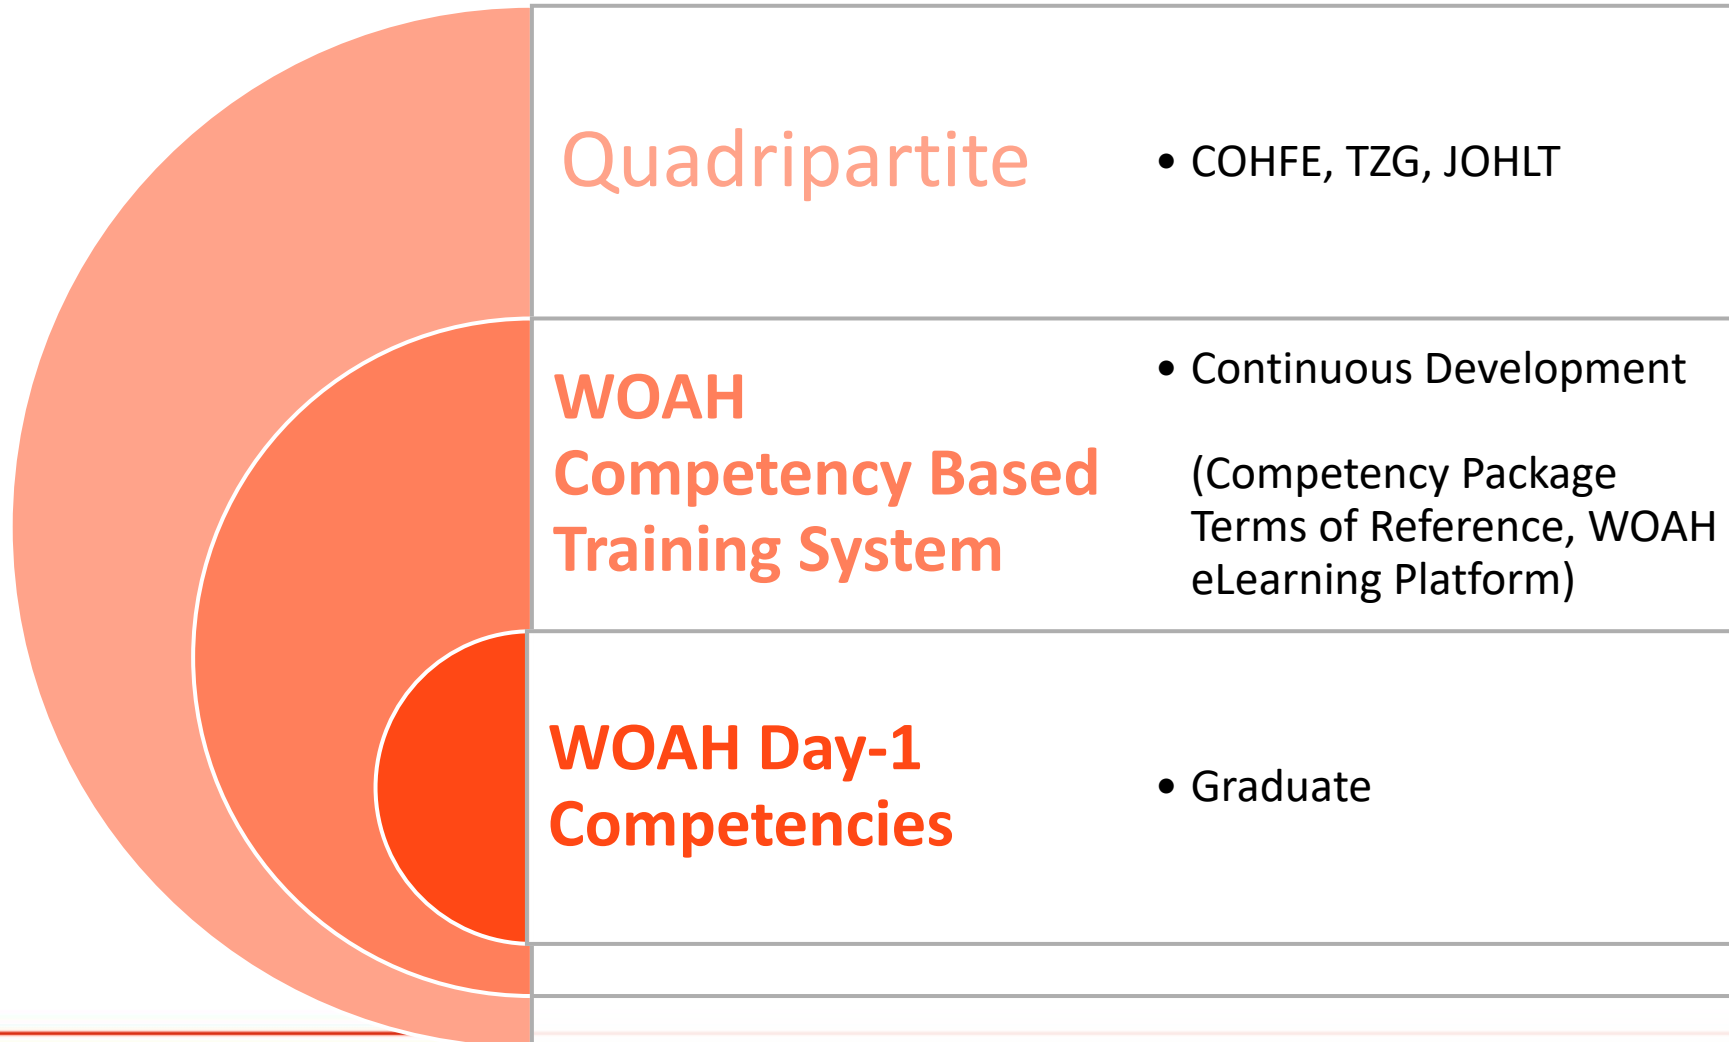 Quadripartite
• COHFE, TZG, JOHLT
WOAH
Competency Based
Training System
• Continuous Development
(Competency Package
Terms of Reference, WOAH
eLearning Platform)
WOAH Day-1
Competencies
• Graduate